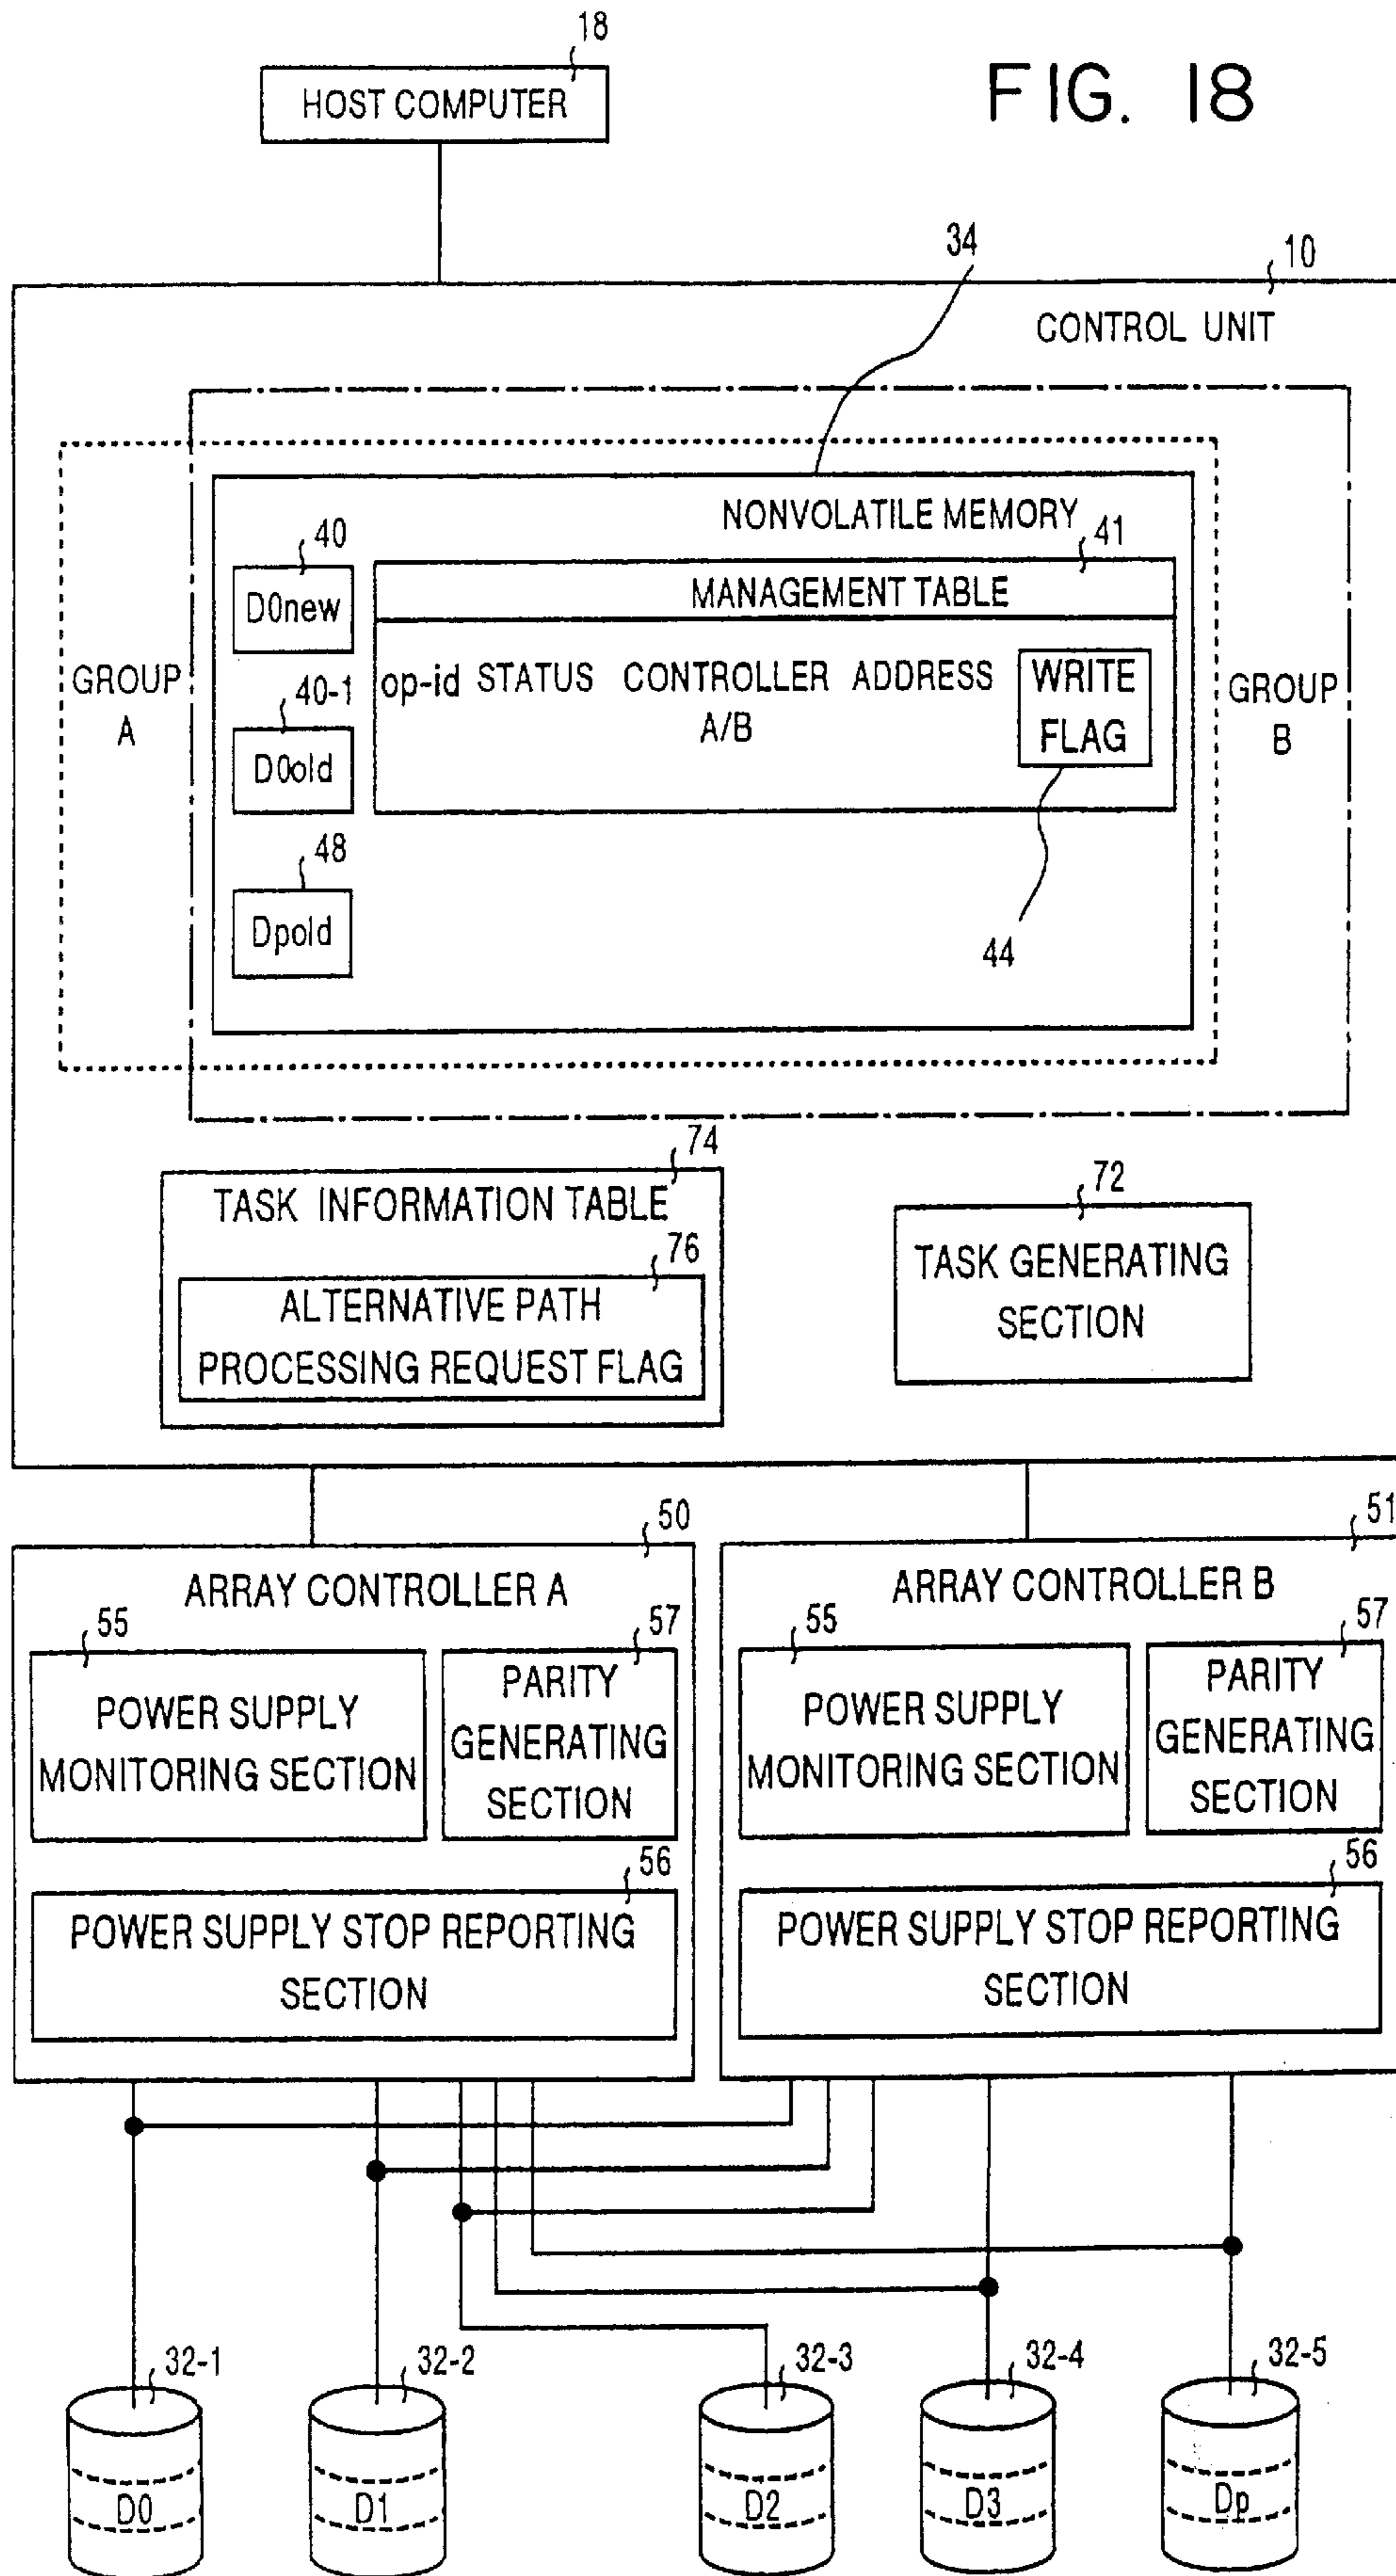 FIG. 18
18
HOST COMPUTER
34
10
CONTROL UNIT
NONVOLATILE MEMORY
40
41
D0new
MANAGEMENT TABLE
GROUP
A
40-1
op-id STATUS CONTROLLER ADDRESS
A/B
WRITE
FLAG
GROUP
B
D0old
48
44
Dpold
74
TASK INFORMATION TABLE
72
76
TASK GENERATING
SECTION
ALTERNATIVE PATH
PROCESSING REQUEST FLAG
50
51
ARRAY CONTROLLER A
ARRAY CONTROLLER B
55
57
55
57
POWER SUPPLY
MONITORING SECTION
PARITY
GENERATING
SECTION
POWER SUPPLY
MONITORING SECTION
PARITY
GENERATING
SECTION
56
56
POWER SUPPLY STOP REPORTING
SECTION
POWER SUPPLY STOP REPORTING
SECTION
32-1
32-2
32-3
32-4
32-5
D0
D1
D2
D3
Dp